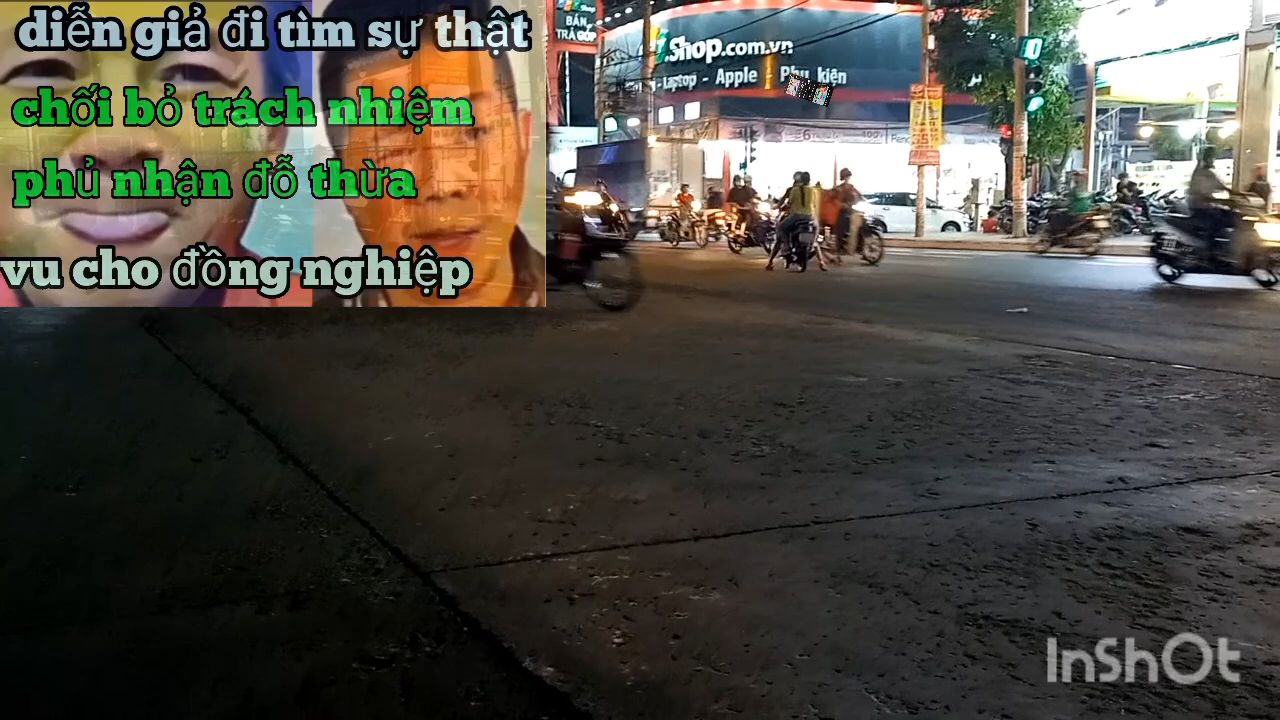 diễn giả đi tìm sự thật
chối bỏ trách nhiệm
phủ nhận đỗ thừa
vu cho đồng nghiệp
BÁN
TRẢ GÓP
Shop.com.vn
Laptop - Apple - Phụ kiện
10
InShOt